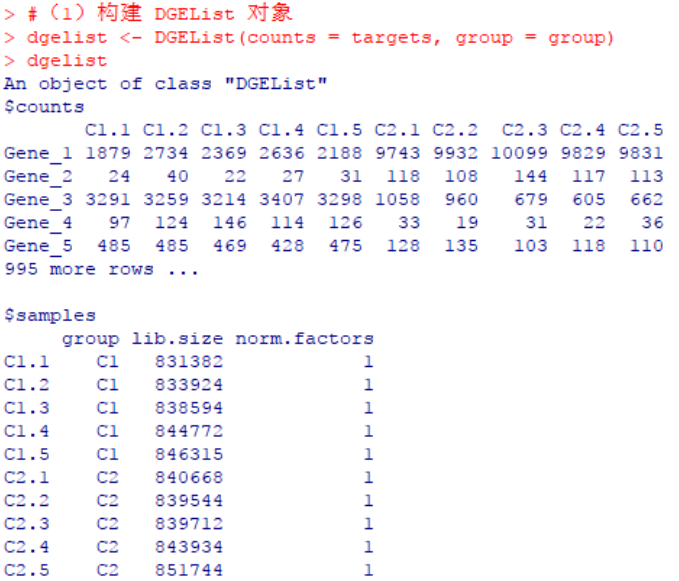 > # (1) 构建 DGEList 对象
> dgelist <- DGEList(counts = targets, group = group)
> dgelist
An object of class "DGEList"
$counts
       C1.1 C1.2 C1.3 C1.4 C1.5 C2.1 C2.2  C2.3 C2.4 C2.5
Gene_1 1879 2734 2369 2636 2188 9743 9932 10099 9829 9831
Gene_2   24   40   22   27   31  118  108   144  117  113
Gene_3 3291 3259 3214 3407 3298 1058  960   679  605  662
Gene_4   97  124  146  114  126   33   19    31   22   36
Gene_5  485  485  469  428  475  128  135   103  118  110
995 more rows ...

$samples
     group lib.size norm.factors
C1.1    C1   831382            1
C1.2    C1   833924            1
C1.3    C1   838594            1
C1.4    C1   844772            1
C1.5    C1   846315            1
C2.1    C2   840668            1
C2.2    C2   839544            1
C2.3    C2   839712            1
C2.4    C2   843934            1
C2.5    C2   851744            1